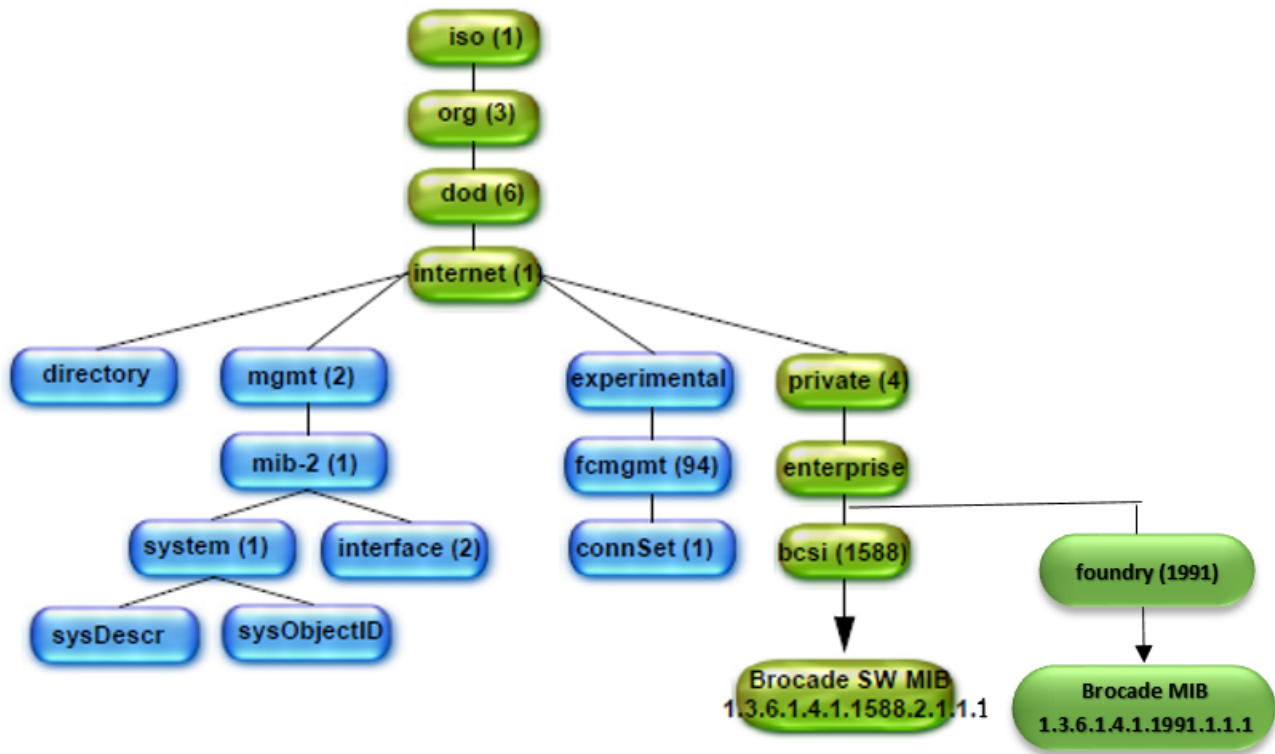 iso (1)
org (3)
dod (6)
internet (1)
directory
mgmt (2)
experimental
private (4)
mib-2 (1)
fcmgmt (94)
enterprise
system (1)
interface (2)
connSet (1)
bcsi (1588)
foundry (1991)
sysDescr
sysObjectID
Brocade SW MIB
1.3.6.1.4.1.1588.2.1.1.1
Brocade MIB
1.3.6.1.4.1.1991.1.1.1